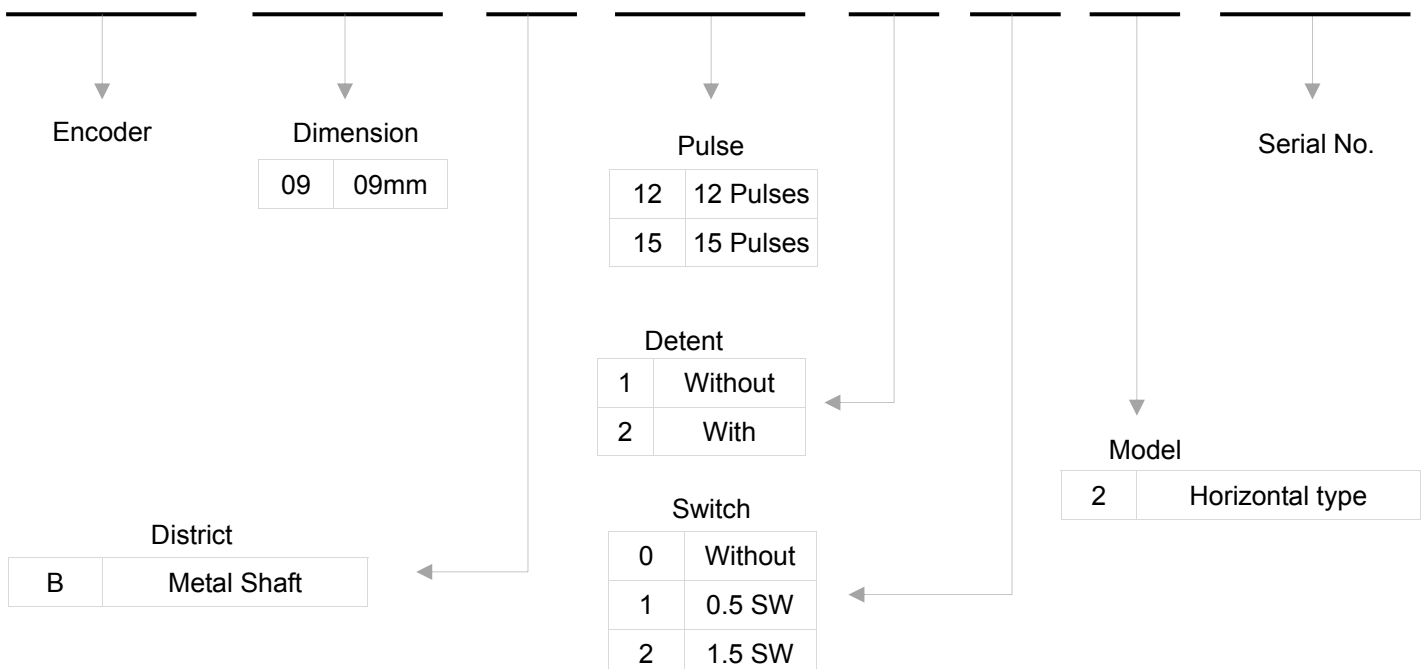 Encoder
Dimension
09 09mm
Pulse
12 12 Pulses
15 15 Pulses
Serial No.
Detent
1 Without
2 With
Model
2 Horizontal type
District
B Metal Shaft
Switch
0 Without
1 0.5 SW
2 1.5 SW